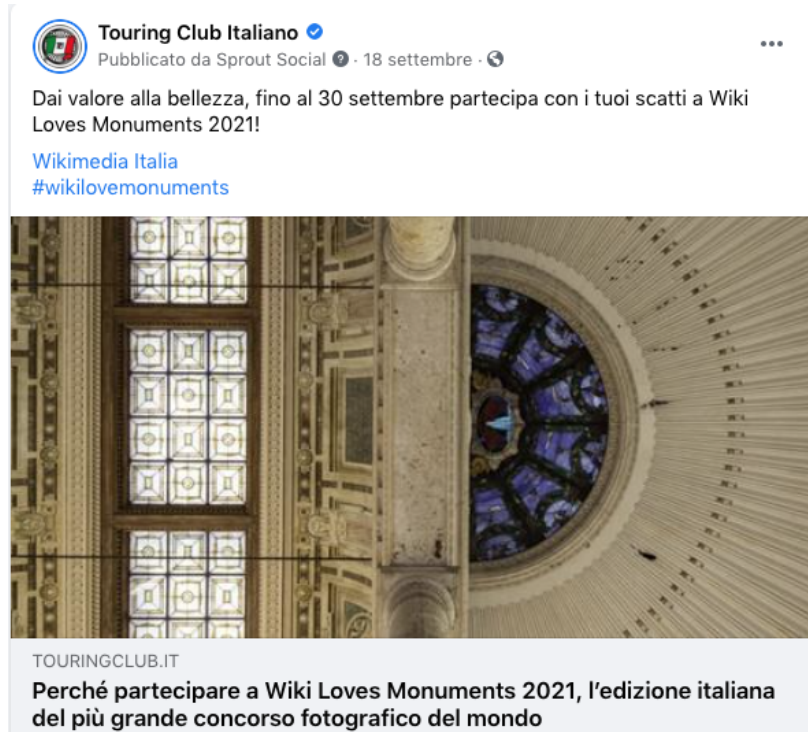 Touring Club Italiano
Pubblicato da Sprout Social · 18 settembre ·
Dai valore alla bellezza, fino al 30 settembre partecipa con i tuoi scatti a Wiki
Loves Monuments 2021!
Wikimedia Italia
#wikilovemonuments
TOURINGCLUB.IT
Perché partecipare a Wiki Loves Monuments 2021, l’edizione italiana
del più grande concorso fotografico del mondo